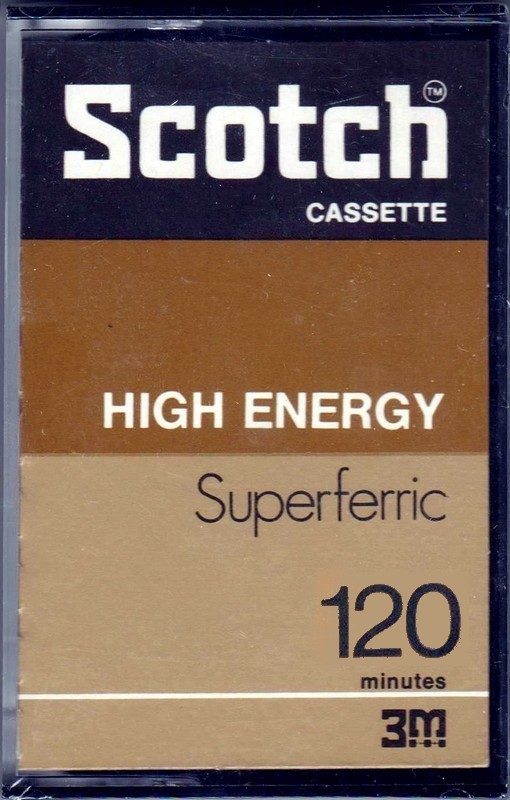 Scotch™
CASSETTE
HIGH ENERGY
Superferric
120
minutes
3M